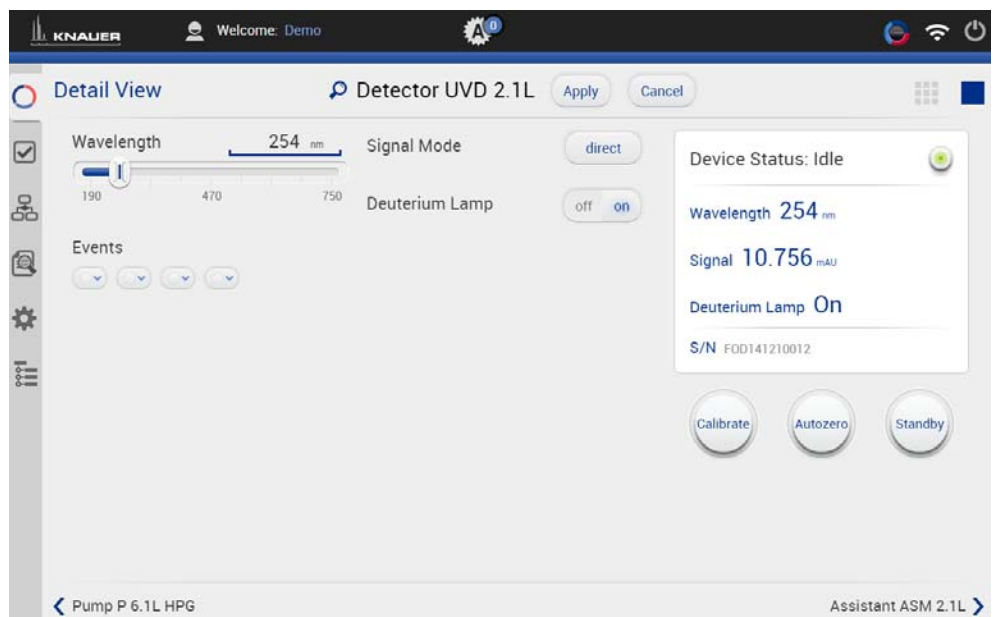 KNAUER Welcome: Demo A 0
Detail View Detector UVD 2.1L Apply Cancel
Wavelength 254 nm
190 470 750
Signal Mode direct
Deuterium Lamp off on
Events
Device Status: Idle
Wavelength 254 nm
Signal 10.756 mAU
Deuterium Lamp On
S/N FOD141210012
Calibrate Autozero Standby
Pump P 6.1L HPG Assistant ASM 2.1L